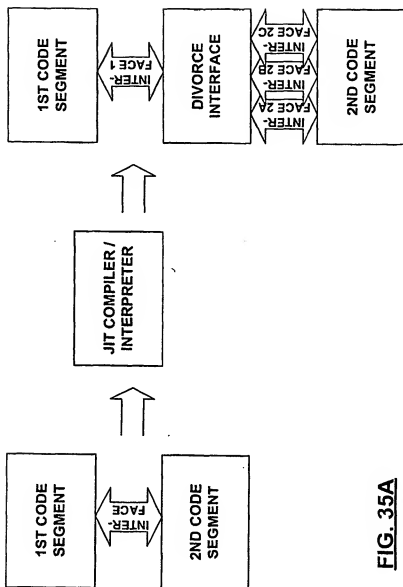 1ST CODE
SEGMENT
INTER-
FACE
2ND CODE
SEGMENT
JIT COMPILER /
INTERPRETER
1ST CODE
SEGMENT
INTER-
FACE 1
DIVORCE
INTERFACE
INTER-
FACE 2A
INTER-
FACE 2B
INTER-
FACE 2C
2ND CODE
SEGMENT
FIG. 35A